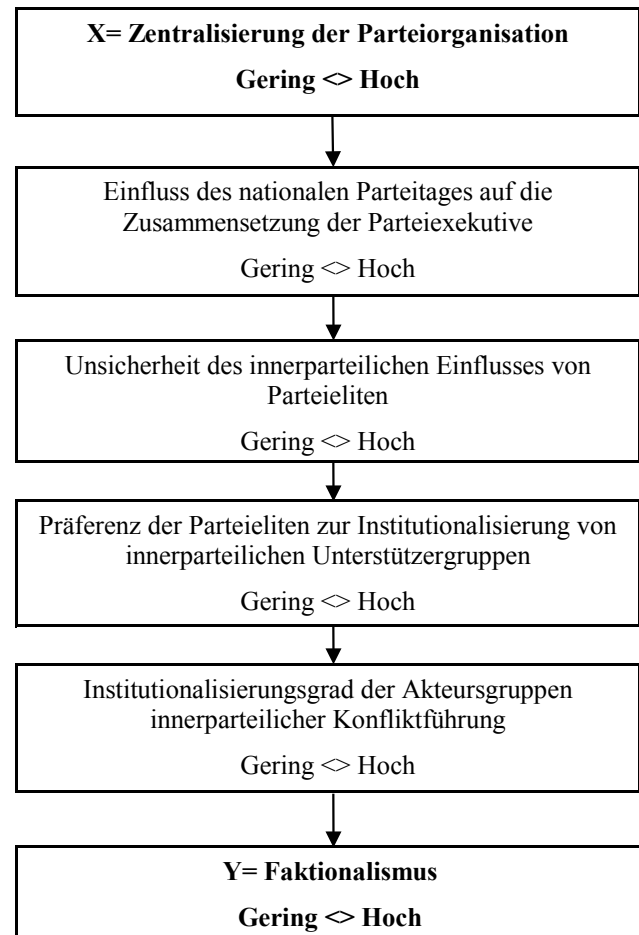 X= Zentralisierung der Parteiorganisation
Gering <> Hoch
Einfluss des nationalen Parteitages auf die
Zusammensetzung der Parteiexekutive
Gering <> Hoch
Unsicherheit des innerparteilichen Einflusses von
Parteieliten
Gering <> Hoch
Präferenz der Parteieliten zur Institutionalisierung von
innerparteilichen Unterstützergruppen
Gering <> Hoch
Institutionalisierungsgrad der Akteursgruppen
innerparteilicher Konfliktführung
Gering <> Hoch
Y= Faktionalismus
Gering <> Hoch